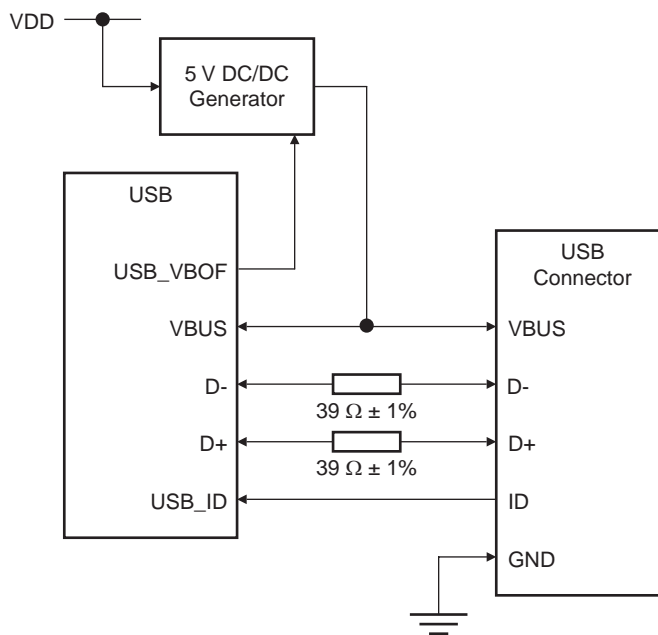 VDD
5 V DC/DC
Generator
USB
USB_VBOF
VBUS
D-
D+
USB_ID
39 Ω ± 1%
39 Ω ± 1%
USB
Connector
VBUS
D-
D+
ID
GND